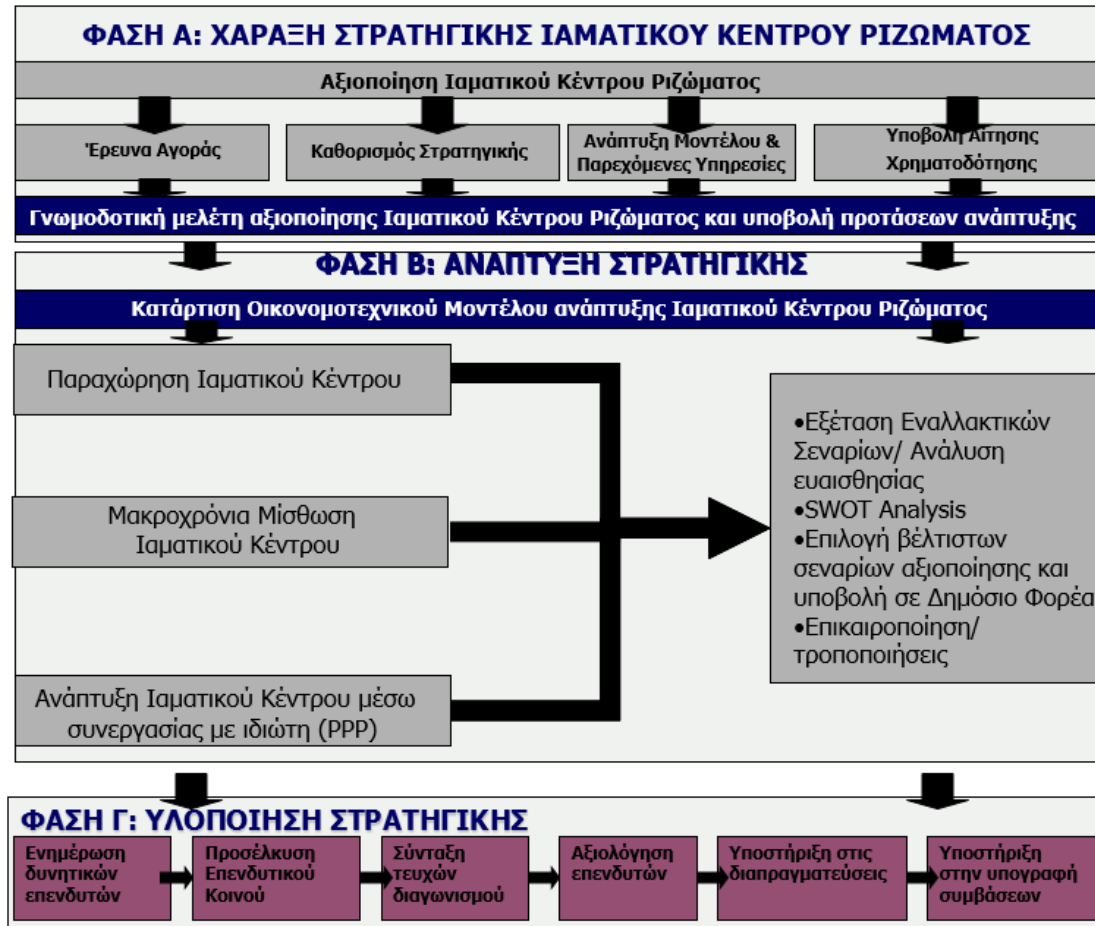 ΦΑΣΗ Α: ΧΑΡΑΞΗ ΣΤΡΑΤΗΓΙΚΗΣ ΙΑΜΑΤΙΚΟΥ ΚΕΝΤΡΟΥ ΡΙΖΩΜΑΤΟΣ
Αξιοποίηση Ιαματικού Κέντρου Ριζώματος
Έρευνα Αγοράς
Καθορισμός Στρατηγικής
Ανάπτυξη Μοντέλου &
Παρεχόμενες Υπηρεσίες
Υποβολή Αίτησης
Χρηματοδότησης
Γνωμοδοτική μελέτη αξιοποίησης Ιαματικού Κέντρου Ριζώματος και υποβολή προτάσεων ανάπτυξης
ΦΑΣΗ Β: ΑΝΑΠΤΥΞΗ ΣΤΡΑΤΗΓΙΚΗΣ
Κατάρτιση Οικονομοτεχνικού Μοντέλου ανάπτυξης Ιαματικού Κέντρου Ριζώματος
Παραχώρηση Ιαματικού Κέντρου
Μακροχρόνια Μίσθωση
Ιαματικού Κέντρου
Ανάπτυξη Ιαματικού Κέντρου μέσω
συνεργασίας με ιδιώτη (PPP)
•Εξέταση Εναλλακτικών
Σεναρίων/ Ανάλυση
ευαισθησίας
•SWOT Analysis
•Επιλογή βέλτιστων
σεναρίων αξιοποίησης και
υποβολή σε Δημόσιο Φορέα
•Επικαιροποίηση/
τροποποιήσεις
ΦΑΣΗ Γ: ΥΛΟΠΟΙΗΣΗ ΣΤΡΑΤΗΓΙΚΗΣ
Ενημέρωση
δυνητικών
επενδυτών
Προσέλκυση
Επενδυτικού
Κοινού
Σύνταξη
τευχών
διαγωνισμού
Αξιολόγηση
επενδυτών
Υποστήριξη στις
διαπραγματεύσεις
Υποστήριξη
στην υπογραφή
συμβάσεων